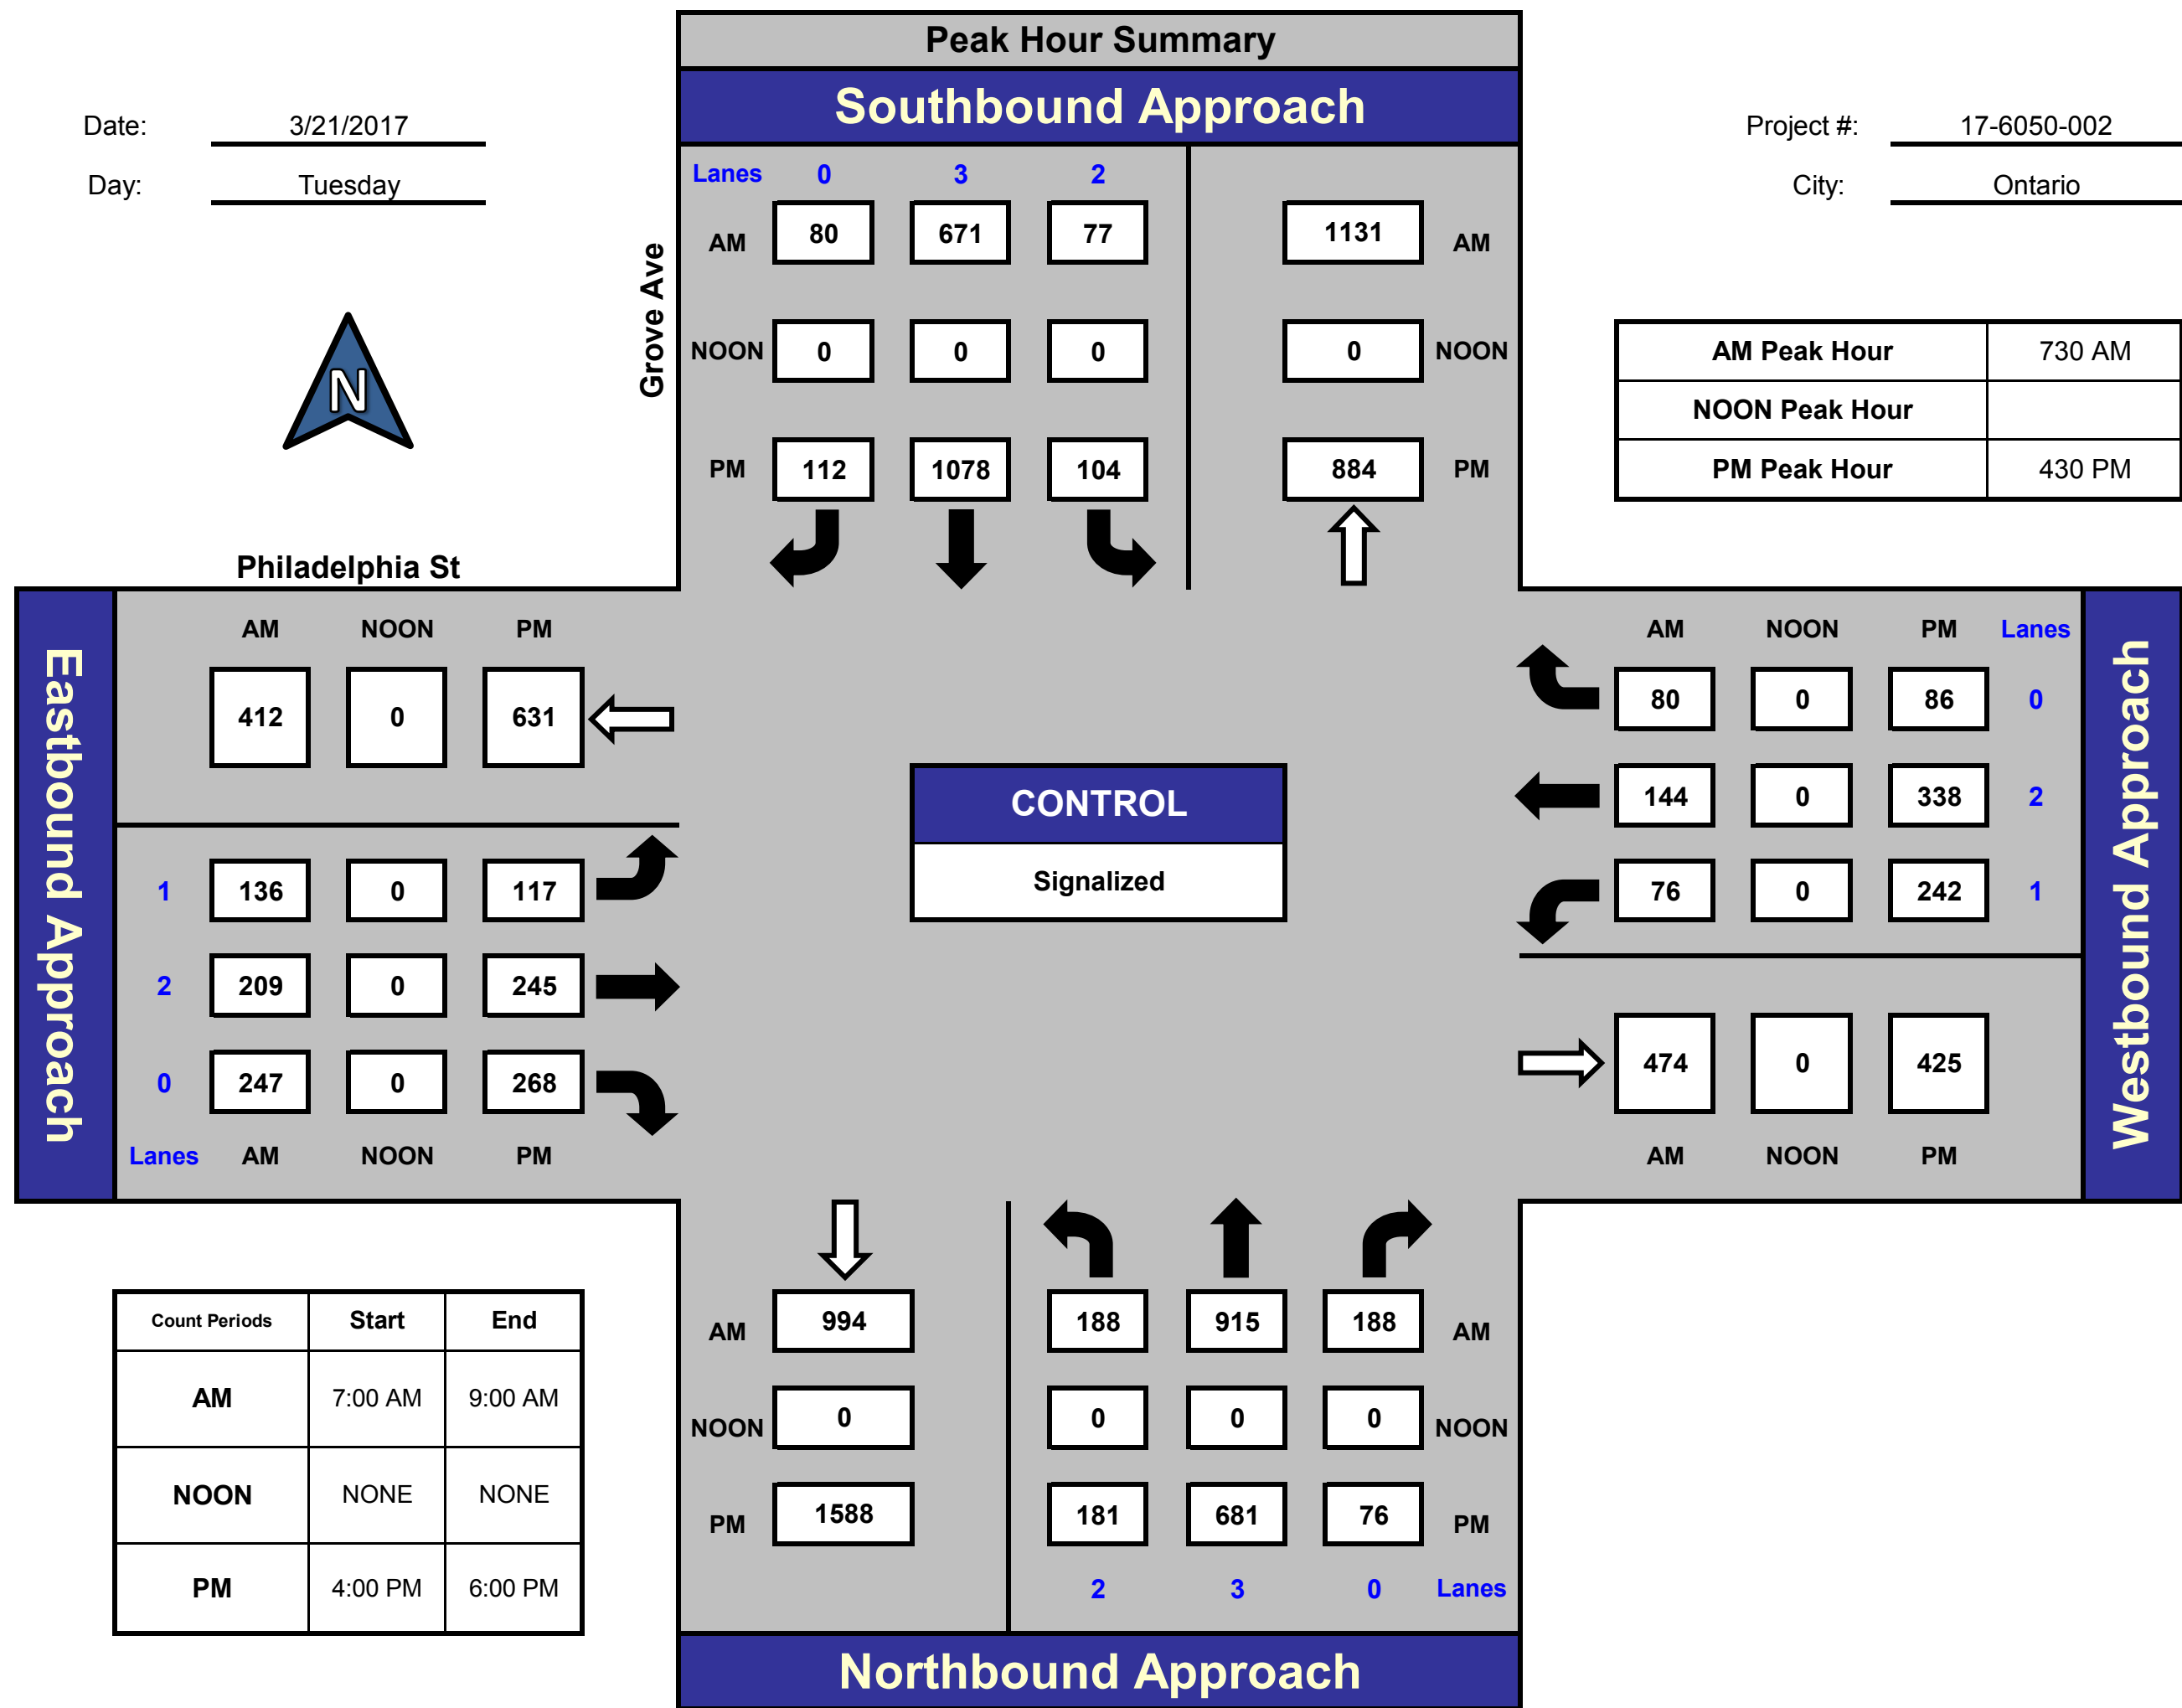 Peak Hour Summary
Southbound Approach
Date: 3/21/2017
Project #: 17-6050-002
Day: Tuesday
City: Ontario
Lanes 0 3 2
AM 80 671 77 1131 AM
NOON 0 0 0 0 NOON
PM 112 1078 104 884 PM
Grove Ave
N
AM Peak Hour 730 AM
NOON Peak Hour
PM Peak Hour 430 PM
Philadelphia St
Eastbound Approach
AM NOON PM
412 0 631
1 136 0 117
2 209 0 245
0 247 0 268
Lanes AM NOON PM
CONTROL
Signalized
AM NOON PM Lanes
80 0 86 0
144 0 338 2
76 0 242 1
474 0 425
AM NOON PM
Westbound Approach
Count Periods Start End
AM 7:00 AM 9:00 AM
NOON NONE NONE
PM 4:00 PM 6:00 PM
AM 994 188 915 188 AM
NOON 0 0 0 0 NOON
PM 1588 181 681 76 PM
2 3 0 Lanes
Northbound Approach